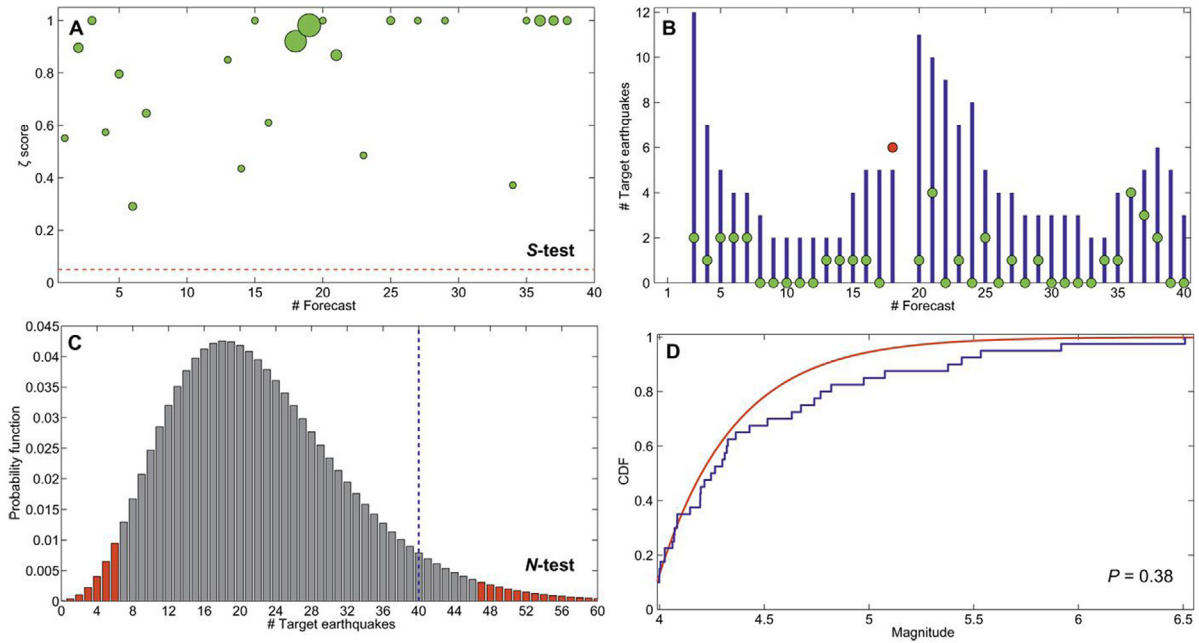 A
1
0.8
0.6
0.4
0.2
0
ζ score
S-test
5 10 15 20 25 30 35 40
# Forecast
B
12
10
8
6
4
2
0
# Target earthquakes
1 5 10 15 20 25 30 35 40
# Forecast
C
0.045
0.04
0.035
0.03
0.025
0.02
0.015
0.01
0.005
0
Probability function
N-test
4 8 12 16 20 24 28 32 36 40 44 48 52 56 60
# Target earthquakes
D
1
0.8
0.6
0.4
0.2
0
CDF
P = 0.38
4 4.5 5 5.5 6 6.5
Magnitude